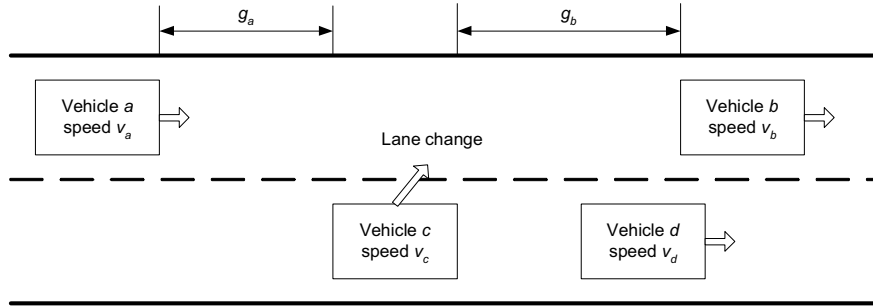 g_a
g_b
Vehicle a
speed v_a
Vehicle b
speed v_b
Lane change
Vehicle c
speed v_c
Vehicle d
speed v_d